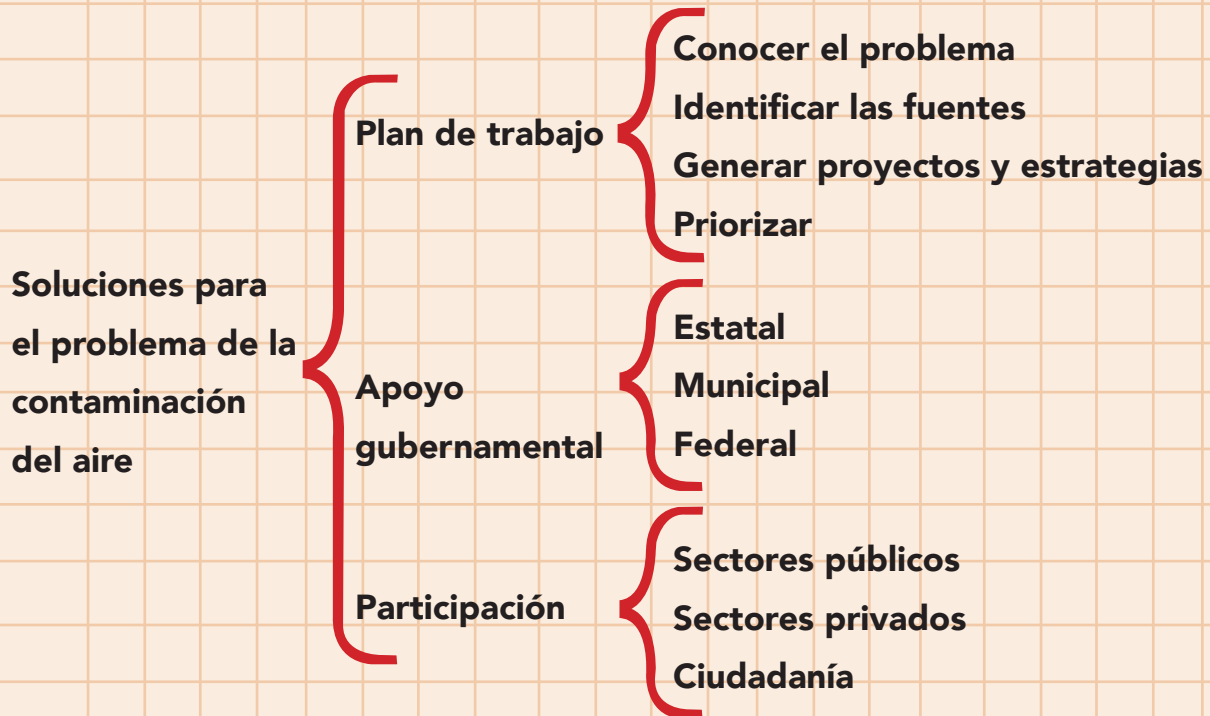 Soluciones para
el problema de la
contaminación
del aire
Plan de trabajo
Conocer el problema
Identificar las fuentes
Generar proyectos y estrategias
Priorizar
Apoyo
gubernamental
Estatal
Municipal
Federal
Participación
Sectores públicos
Sectores privados
Ciudadanía